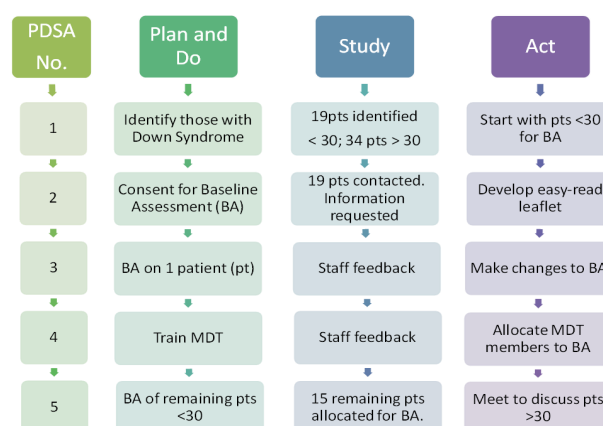 PDSA
No.
Plan and
Do
Study
Act
1
Identify those with
Down Syndrome
19pts identified
< 30; 34 pts > 30
Start with pts <30
for BA
2
Consent for Baseline
Assessment (BA)
19 pts contacted.
Information
requested
Develop easy-read
leaflet
3
BA on 1 patient (pt)
Staff feedback
Make changes to BA
4
Train MDT
Staff feedback
Allocate MDT
members to BA
5
BA of remaining pts
<30
15 remaining pts
allocated for BA.
Meet to discuss pts
>30